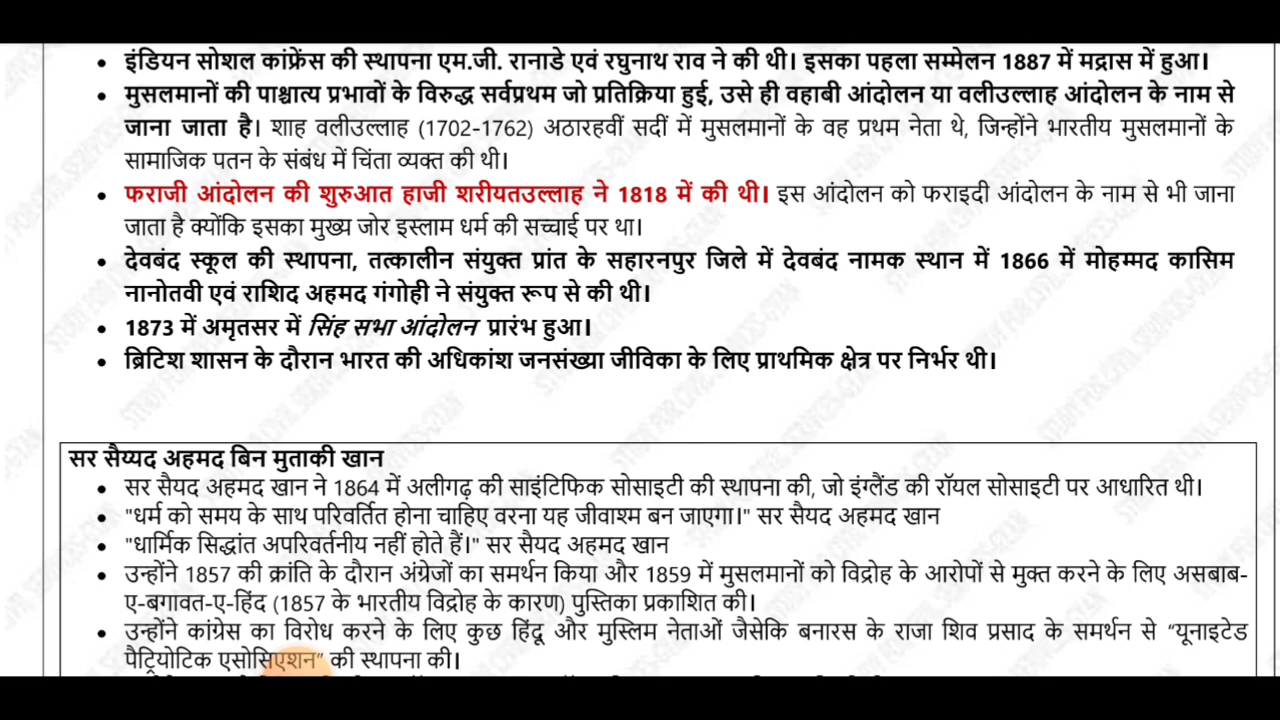 • इंडियन सोशल कांफ्रेंस की स्थापना एम.जी. रानाडे एवं रघुनाथ राव ने की थी। इसका पहला सम्मेलन 1887 में मद्रास में हुआ।
• मुसलमानों की पाश्चात्य प्रभावों के विरुद्ध सर्वप्रथम जो प्रतिक्रिया हुई, उसे ही वहाबी आंदोलन या वलीउल्लाह आंदोलन के नाम से
जाना जाता है। शाह वलीउल्लाह (1702-1762) अठारहवीं सदीं में मुसलमानों के वह प्रथम नेता थे, जिन्होंने भारतीय मुसलमानों के
सामाजिक पतन के संबंध में चिंता व्यक्त की थी।
• फराजी आंदोलन की शुरुआत हाजी शरीयतउल्लाह ने 1818 में की थी। इस आंदोलन को फराइदी आंदोलन के नाम से भी जाना
जाता है क्योंकि इसका मुख्य जोर इस्लाम धर्म की सच्चाई पर था।
• देवबंद स्कूल की स्थापना, तत्कालीन संयुक्त प्रांत के सहारनपुर जिले में देवबंद नामक स्थान में 1866 में मोहम्मद कासिम
नानोतवी एवं राशिद अहमद गंगोही ने संयुक्त रूप से की थी।
• 1873 में अमृतसर में सिंह सभा आंदोलन प्रारंभ हुआ।
• ब्रिटिश शासन के दौरान भारत की अधिकांश जनसंख्या जीविका के लिए प्राथमिक क्षेत्र पर निर्भर थी।
सर सैय्यद अहमद बिन मुताकी खान
• सर सैयद अहमद खान ने 1864 में अलीगढ़ की साइंटिफिक सोसाइटी की स्थापना की, जो इंग्लैंड की रॉयल सोसाइटी पर आधारित थी।
• "धर्म को समय के साथ परिवर्तित होना चाहिए वरना यह जीवाश्म बन जाएगा।" सर सैयद अहमद खान
• "धार्मिक सिद्धांत अपरिवर्तनीय नहीं होते हैं।" सर सैयद अहमद खान
• उन्होंने 1857 की क्रांति के दौरान अंग्रेजों का समर्थन किया और 1859 में मुसलमानों को विद्रोह के आरोपों से मुक्त करने के लिए असबाब-
ए-बगावत-ए-हिंद (1857 के भारतीय विद्रोह के कारण) पुस्तिका प्रकाशित की।
• उन्होंने कांग्रेस का विरोध करने के लिए कुछ हिंदू और मुस्लिम नेताओं जैसेकि बनारस के राजा शिव प्रसाद के समर्थन से “यूनाइटेड
पैट्रियोटिक एसोसिएशन” की स्थापना की।